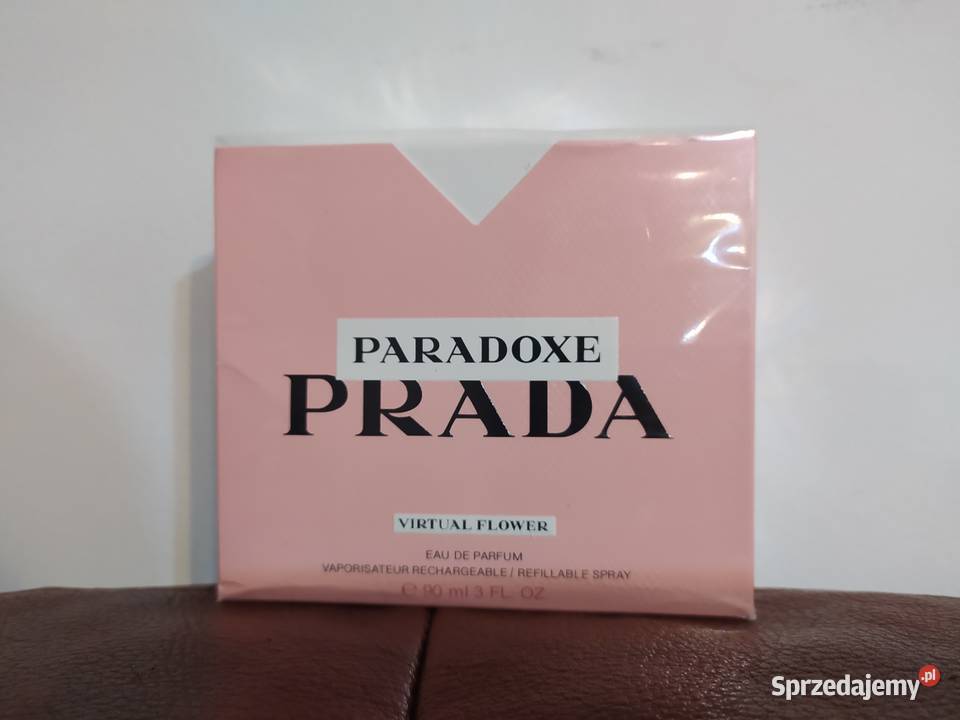 PARADOXE
PRADA
VIRTUAL FLOWER
EAU DE PARFUM
VAPORISATEUR RECHARGEABLE / REFILLABLE SPRAY
℮ 90 ml 3 FL. OZ
Sprzedajemy.pl